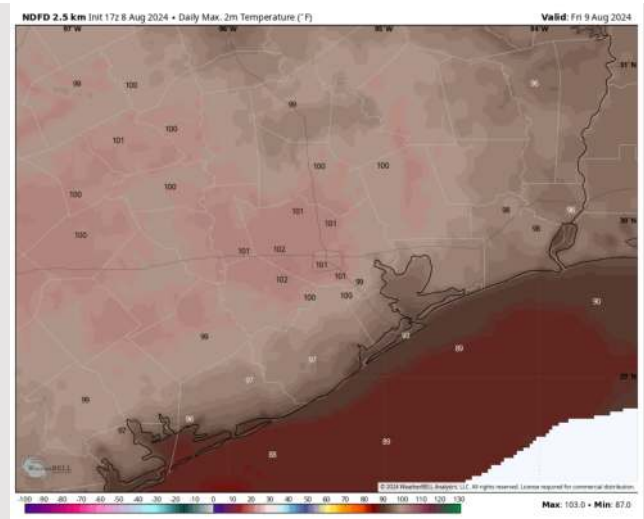 NDFD 2.5 km Init 17z 8 Aug 2024 • Daily Max. 2m Temperature (°F)
Valid: Fri 9 Aug 2024
97°W 96°W 95°W 94°W
31°N
99 100 96
99
101 100
100 100
100 100
101 98 96
100 101 98
30°N
101 102
101
102 101 99
100 100
90
98 93
97 89
29°N
97
99 96
97
89
88
WeatherBELL
© 2024 WeatherBELL Analytics, LLC. All rights reserved. License required for commercial distribution.
-100 -90 -80 -70 -60 -50 -40 -30 -20 -10 0 10 20 30 40 50 60 70 80 90 100 110 120 130
Max: 103.0 • Min: 87.0